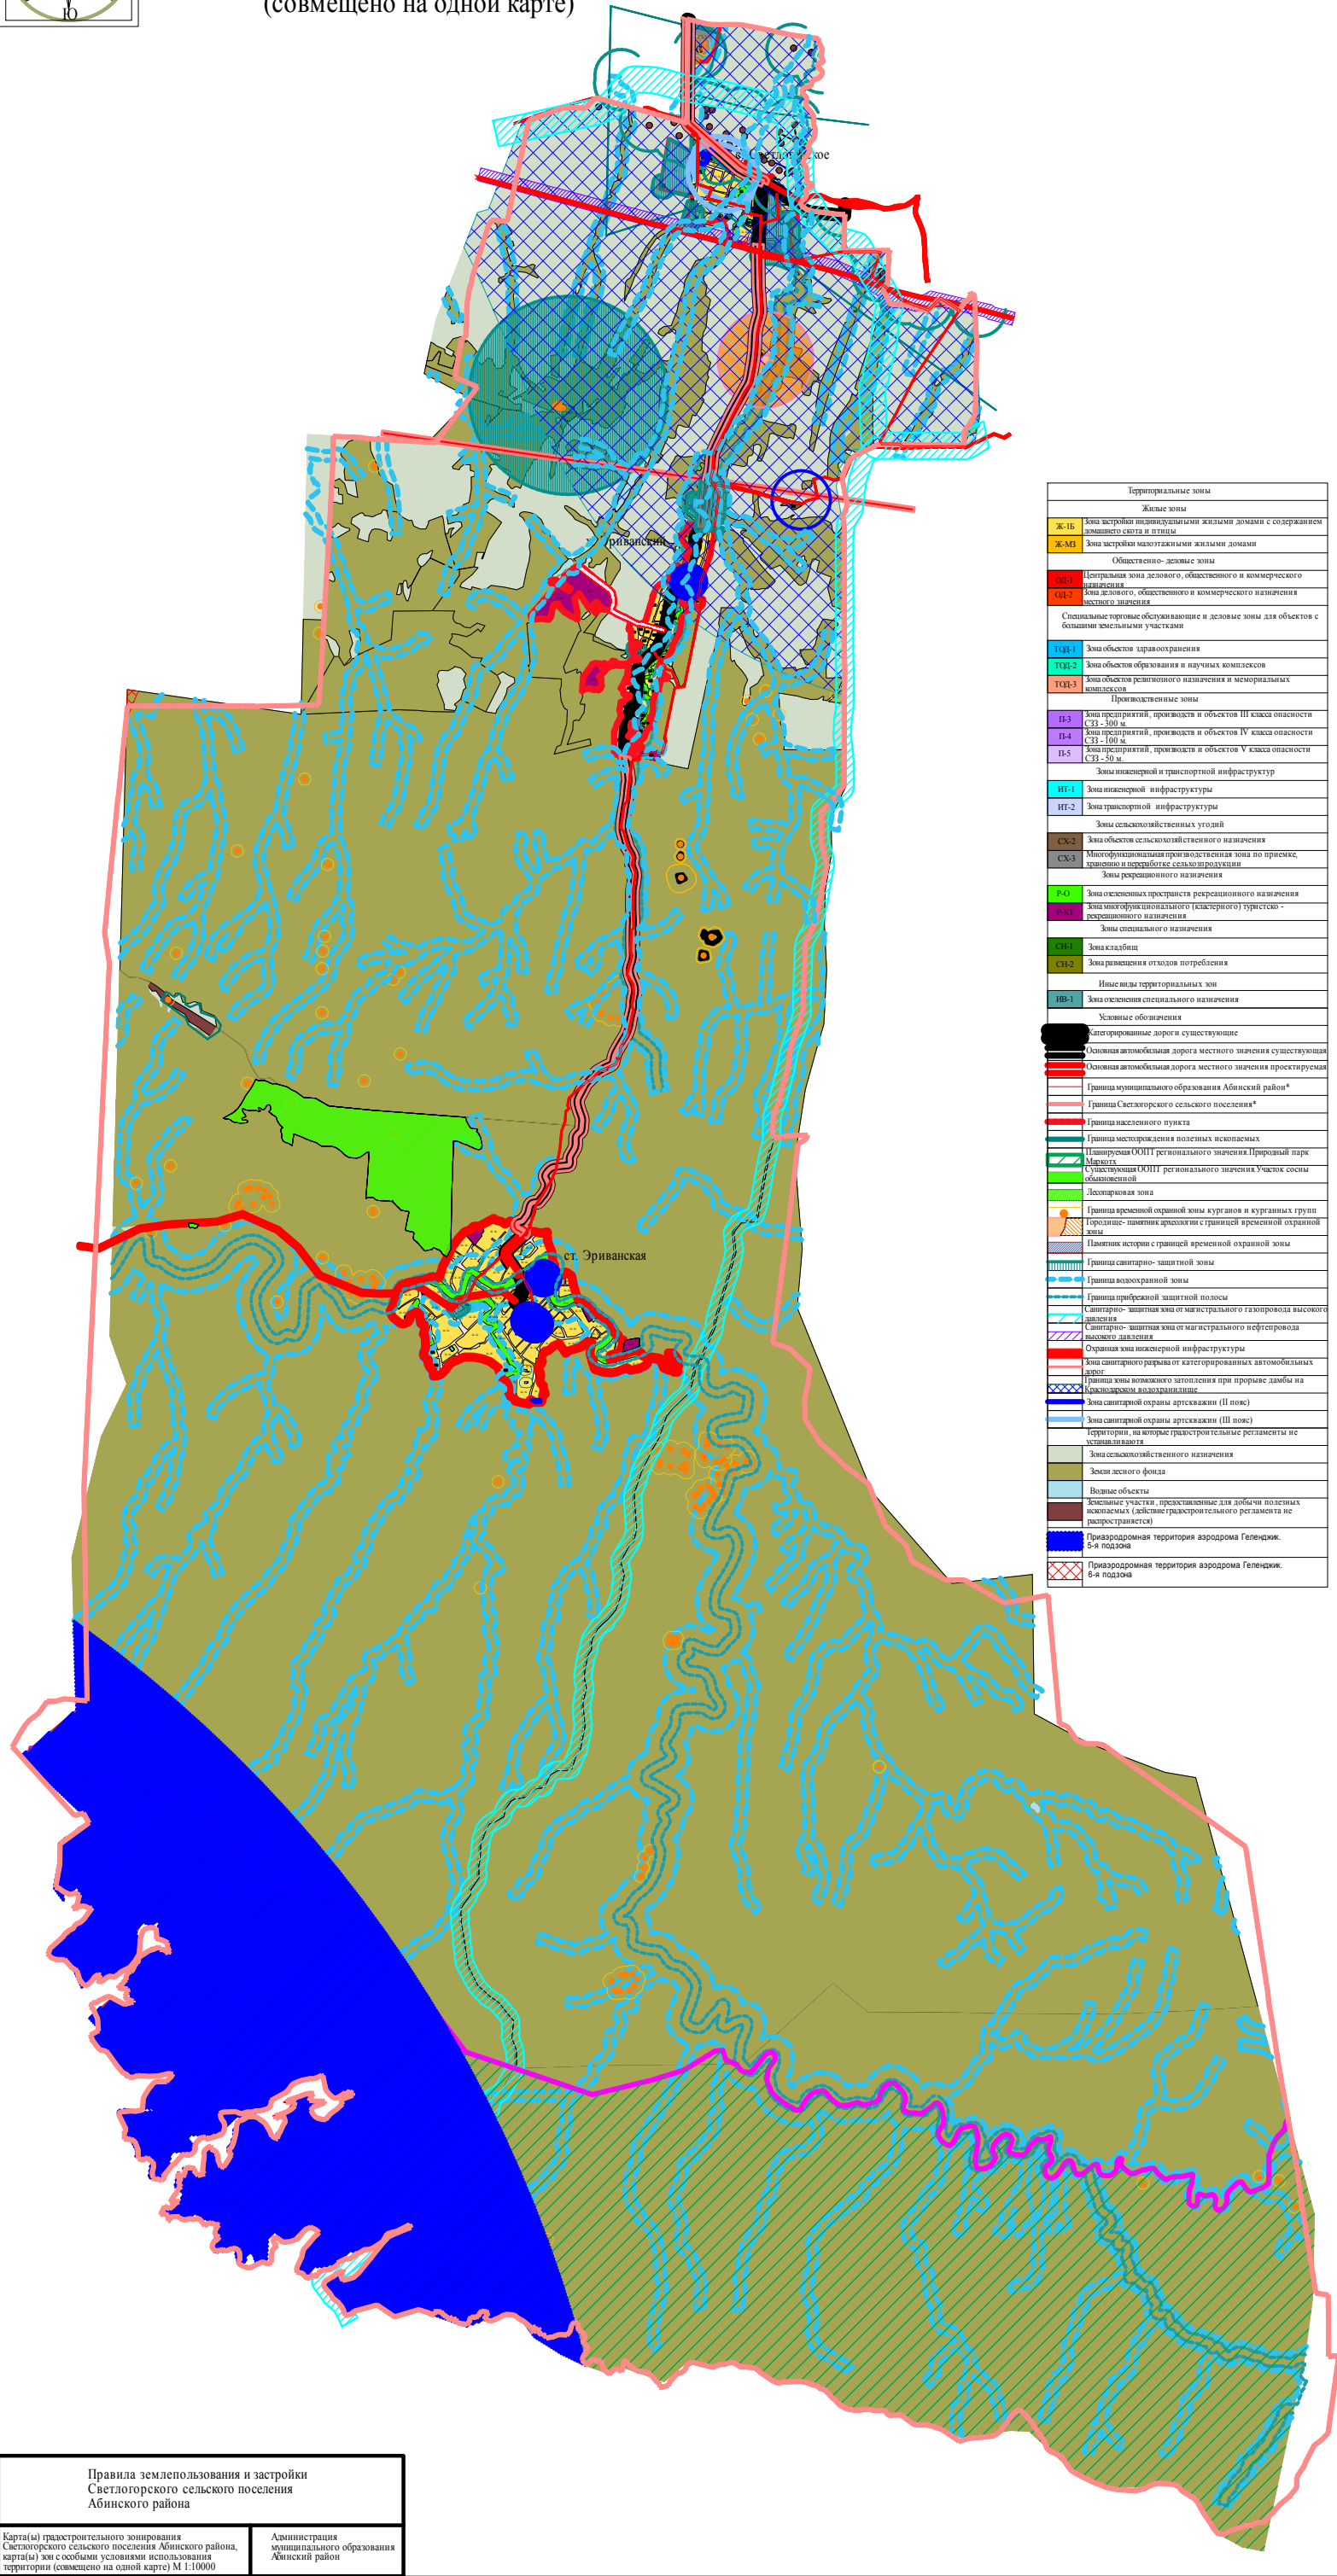 Ю
(совмещено на одной карте)
с. Светлогорское
ст. Эриванская
Территориальные зоны
Жилые зоны
Ж-1Б Зона застройки индивидуальными жилыми домами с содержанием
домашнего скота и птицы
Ж-МЗ Зона застройки малоэтажными жилыми домами
Общественно- деловые зоны
ОД-1 Центральная зона делового, общественного и коммерческого
назначения
ОД-2 Зона делового, общественного и коммерческого назначения
местного значения
Специальные торговые обслуживающие и деловые зоны для объектов с
большими земельными участками
ТОД-1 Зона объектов здравоохранения
ТОД-2 Зона объектов образования и научных комплексов
ТОД-3 Зона объектов религиозного назначения и мемориальных
комплексов
Производственные зоны
П-3 Зона предприятий, производств и объектов III класса опасности
СЗЗ - 300 м.
П-4 Зона предприятий, производств и объектов IV класса опасности
СЗЗ - 100 м.
П-5 Зона предприятий, производств и объектов V класса опасности
СЗЗ - 50 м.
Зоны инженерной и транспортной инфраструктур
ИТ-1 Зона инженерной инфраструктуры
ИТ-2 Зона транспортной инфраструктуры
Зоны сельскохозяйственных угодий
СХ-2 Зона объектов сельскохозяйственного назначения
СХ-3 Многофункциональная производственная зона по приемке,
хранению и переработке сельхозпродукции
Зоны рекреационного назначения
Р-О Зона озелененных пространств рекреационного назначения
Р-КТ Зона многофункционального (кластерного) туристско -
рекреационного назначения
Зоны специального назначения
СН-1 Зона кладбищ
СН-2 Зона размещения отходов потребления
Иные виды территориальных зон
ИВ-1 Зона озеленения специального назначения
Условные обозначения
Категорированные дороги существующие
Основная автомобильная дорога местного значения существующая
Основная автомобильная дорога местного значения проектируемая
Граница муниципального образования Абинский район*
Граница Светлогорского сельского поселения*
Граница населенного пункта
Граница месторождения полезных ископаемых
Планируемая ООПТ регионального значения.Природный парк
Маркотх
Существующая ООПТ регионального значения.Участок сосны
обыкновенной
Лесопарковая зона
Граница временной охранной зоны курганов и курганных групп
Городище- памятник археологии с границей временной охранной
зоны
Памятник истории с границей временной охранной зоны
Граница санитарно- защитной зоны
Граница водоохранной зоны
Граница прибрежной защитной полосы
Санитарно- защитная зона от магистрального газопровода высокого
давления
Санитарно- защитная зона от магистрального нефтепровода
высокого давления
Охранная зона инженерной инфраструктуры
Зона санитарного разрыва от категорированных автомобильных
дорог
Граница зоны возможного затопления при прорыве дамбы на
Краснодарском водохранилище
Зона санитарной охраны артскважин (II пояс)
Зона санитарной охраны артскважин (III пояс)
Территории, на которые градостроительные регламенты не
устанавливаютя
Зона сельскохозяйственного назначения
Земли лесного фонда
Водные объекты
Земельные участки, предоставленные для добычи полезных
ископаемых (действие градостроительного регламента не
распространяется)
Приаэродромная территория аэродрома Геленджик.
5-я подзона
Приаэродромная территория аэродрома Геленджик.
6-я подзона
Правила землепользования и застройки
Светлогорского сельского поселения
Абинского района
Карта(ы) градостроительного зонирования
Светлогорского сельского поселения Абинского района,
карта(ы) зон с особыми условиями использования
территории (совмещено на одной карте) М 1:10000
Администрация
муниципального образования
Абинский район